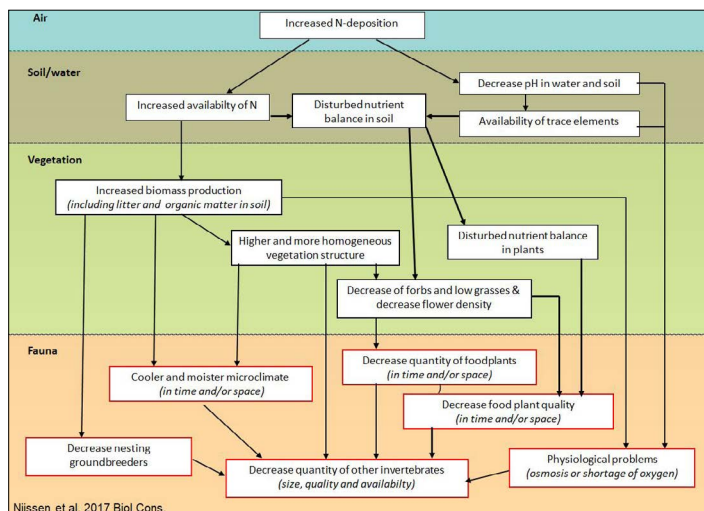 Air
Increased N-deposition
Soil/water
Decrease pH in water and soil
Increased availabilty of N
Disturbed nutrient
balance in soil
Availability of trace elements
Vegetation
Increased biomass production
(including litter and organic matter in soil)
Higher and more homogeneous
vegetation structure
Disturbed nutrient balance
in plants
Decrease of forbs and low grasses &
decrease flower density
Fauna
Decrease quantity of foodplants
(in time and/or space)
Cooler and moister microclimate
(in time and/or space)
Decrease food plant quality
(in time and/or space)
Decrease nesting
groundbreeders
Decrease quantity of other invertebrates
(size, quality and availabilty)
Physiological problems
(osmosis or shortage of oxygen)
Nijssen et al. 2017 Biol Cons